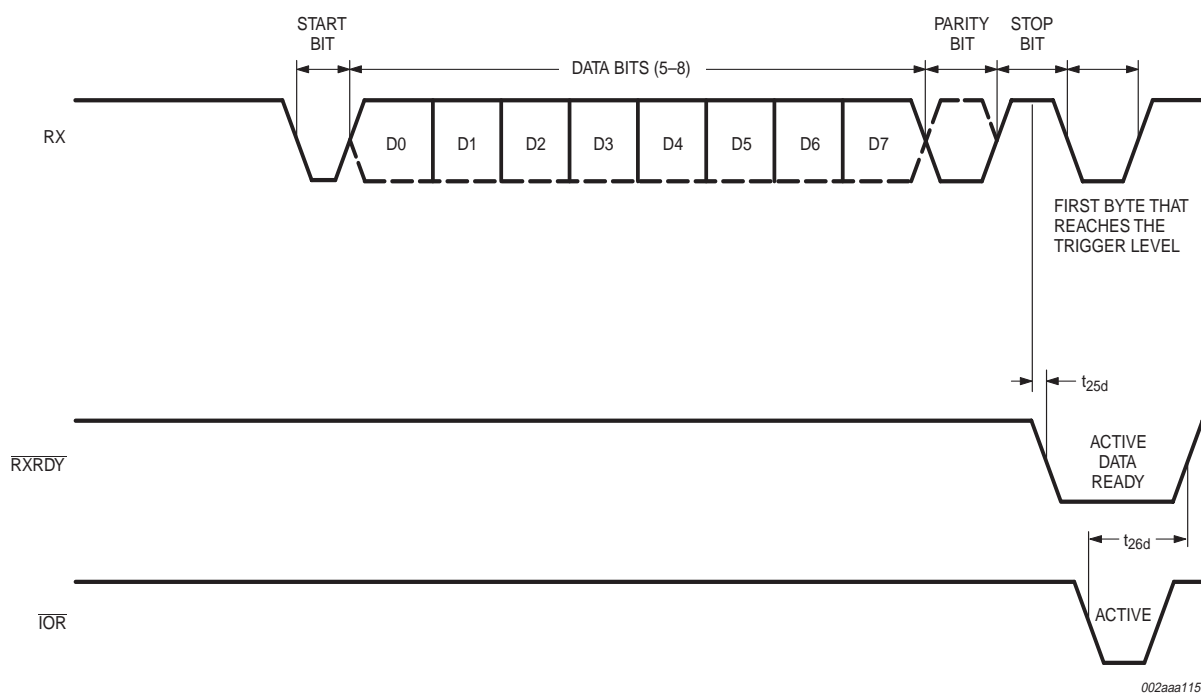 START
BIT
PARITY
BIT
STOP
BIT
DATA BITS (5–8)
RX
D0 D1 D2 D3 D4 D5 D6 D7
FIRST BYTE THAT
REACHES THE
TRIGGER LEVEL
t25d
RXRDY
ACTIVE
DATA
READY
t26d
IOR
ACTIVE
002aaa115